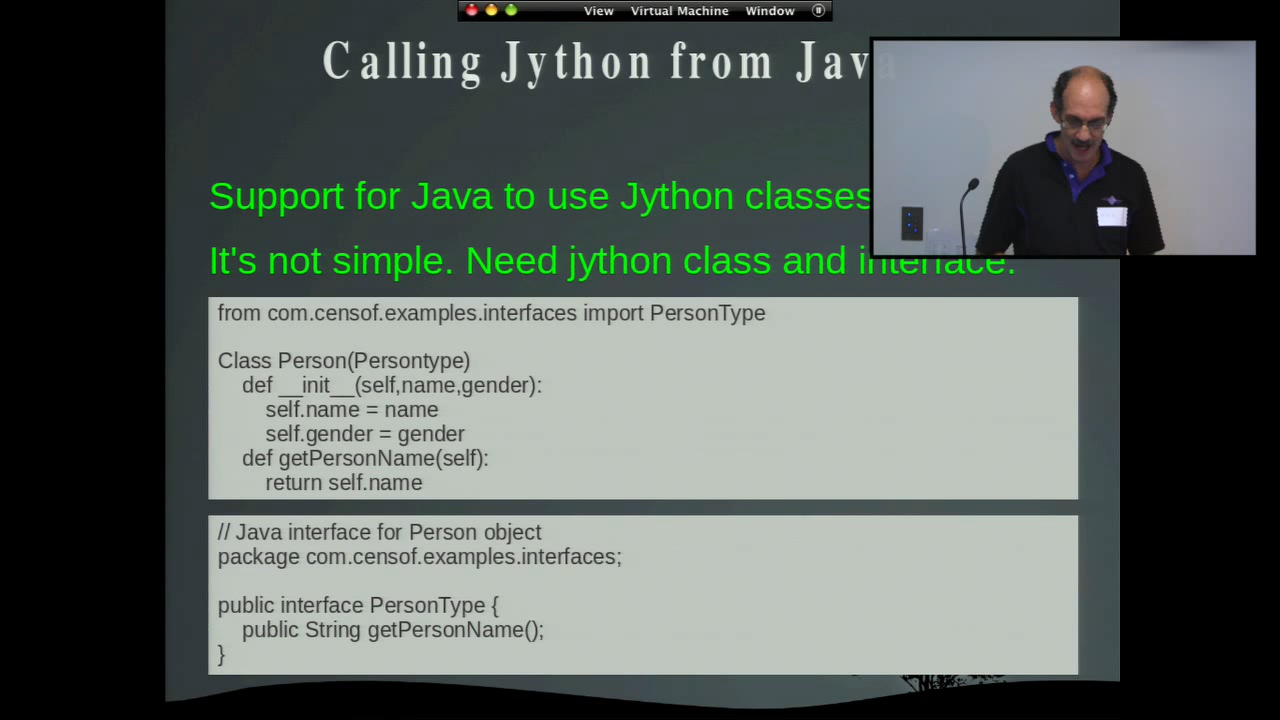 View Virtual Machine Window
Calling Jython from Java
Support for Java to use Jython classes
It's not simple. Need jython class and interface.
from com.censof.examples.interfaces import PersonType
Class Person(Persontype)
def __init__(self,name,gender):
self.name = name
self.gender = gender
def getPersonName(self):
return self.name
// Java interface for Person object
package com.censof.examples.interfaces;
public interface PersonType {
public String getPersonName();
}